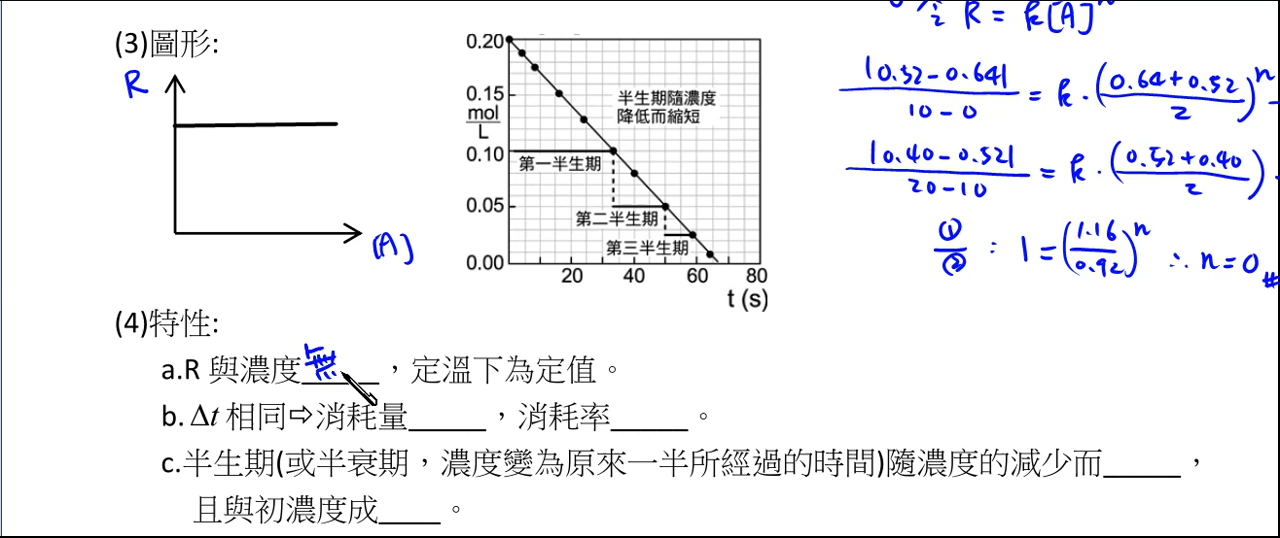 (3)圖形:
R
[A]
0.20
0.15
mol
L
0.10
0.05
0.00
20 40 60 80
t (s)
半生期隨濃度
降低而縮短
第一半生期
第二半生期
第三半生期
R = k[A]^n
|0.52-0.64| / 10-0 = k·(0.64+0.52 / 2)^n
|0.40-0.52| / 20-10 = k·(0.52+0.40 / 2)
①/② : 1=(1.16/0.92)^n ∴ n=0 #
(4)特性:
a.R 與濃度無____,定溫下為定值。
b. Δt 相同⇨消耗量_____,消耗率_____。
c.半生期(或半衰期,濃度變為原來一半所經過的時間)隨濃度的減少而_____,
且與初濃度成____。